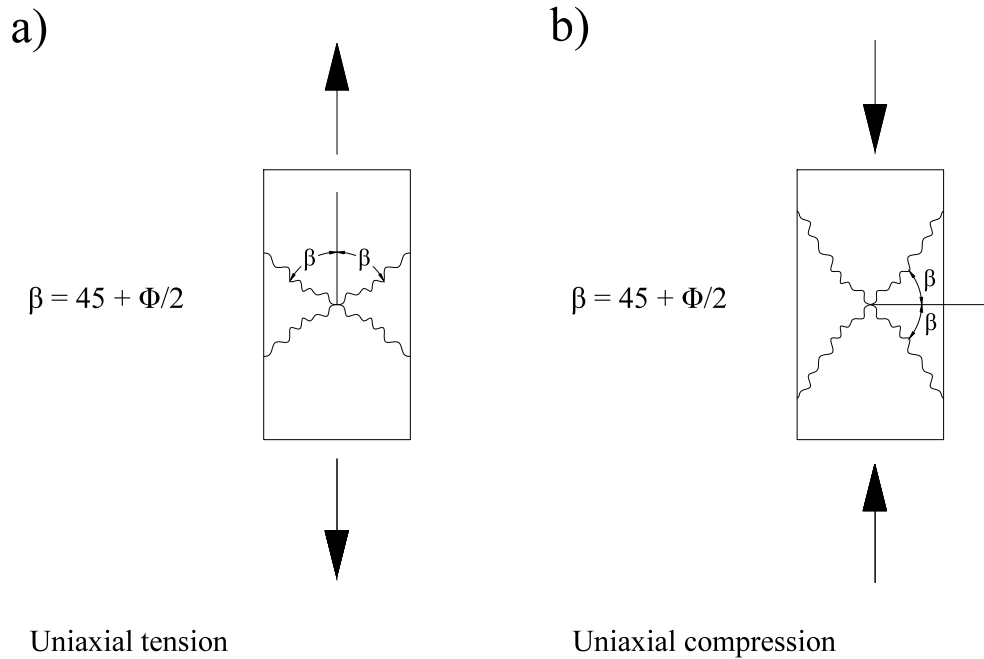 a)
b)
β
β
β = 45 + Φ/2
β = 45 + Φ/2
β
β
Uniaxial tension
Uniaxial compression